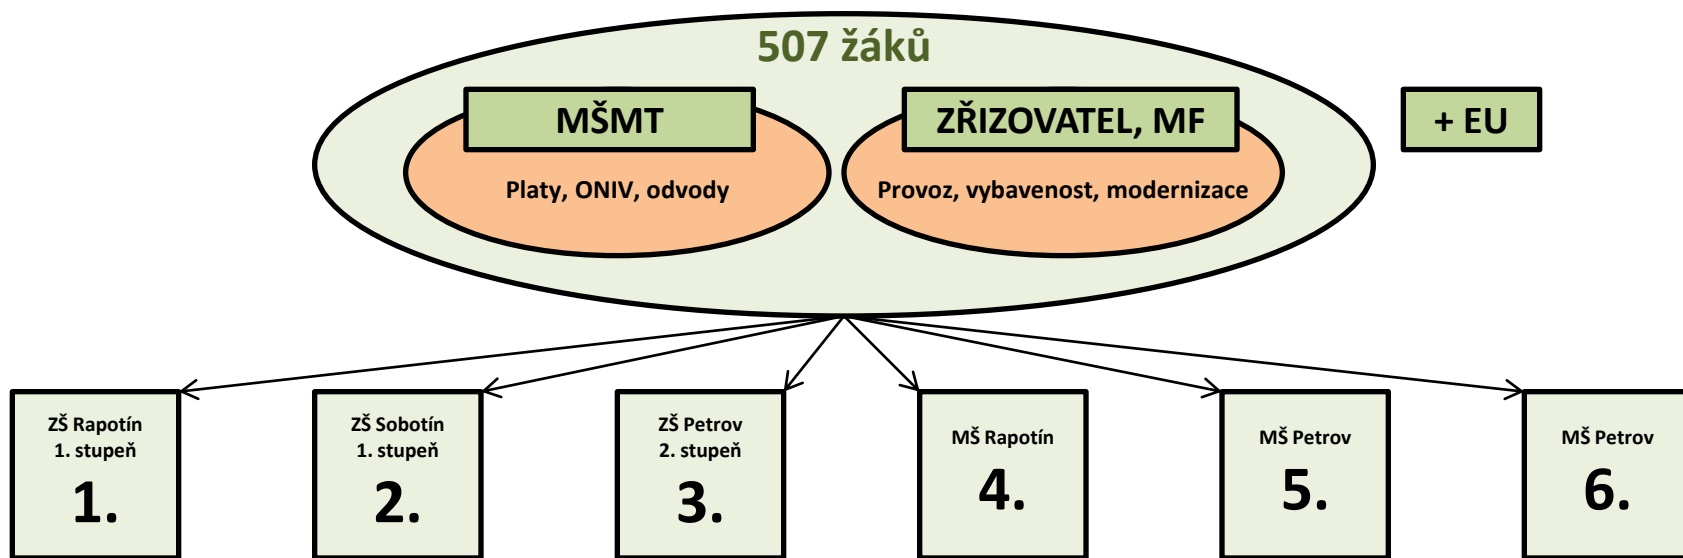 507 žáků
MŠMT
ZŘIZOVATEL, MF
+ EU
Platy, ONIV, odvody
Provoz, vybavenost, modernizace
ZŠ Rapotín
1. stupeň
1.
ZŠ Sobotín
1. stupeň
2.
ZŠ Petrov
2. stupeň
3.
MŠ Rapotín
4.
MŠ Petrov
5.
MŠ Petrov
6.